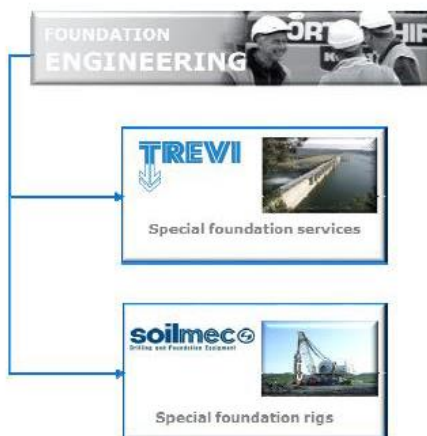 FOUNDATION
ENGINEERING
TREVI
Special foundation services
soilmec
Drilling and Foundation Equipment
Special foundation rigs